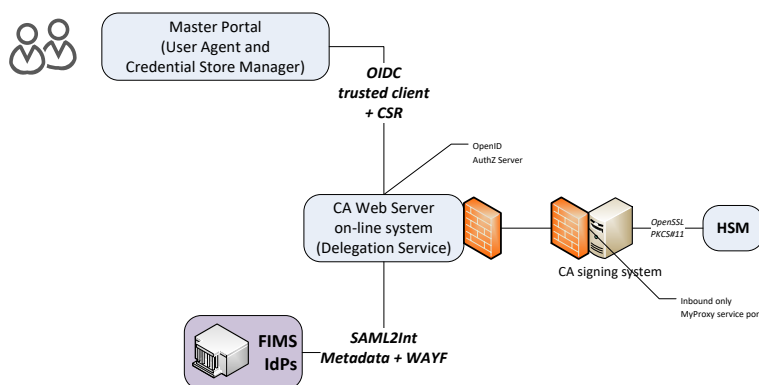 Master Portal
(User Agent and
Credential Store Manager)
OIDC
trusted client
+ CSR
OpenID
AuthZ Server
CA Web Server
on-line system
(Delegation Service)
OpenSSL
PKCS#11
HSM
CA signing system
Inbound only
MyProxy service port
FIMS
IdPs
SAML2Int
Metadata + WAYF